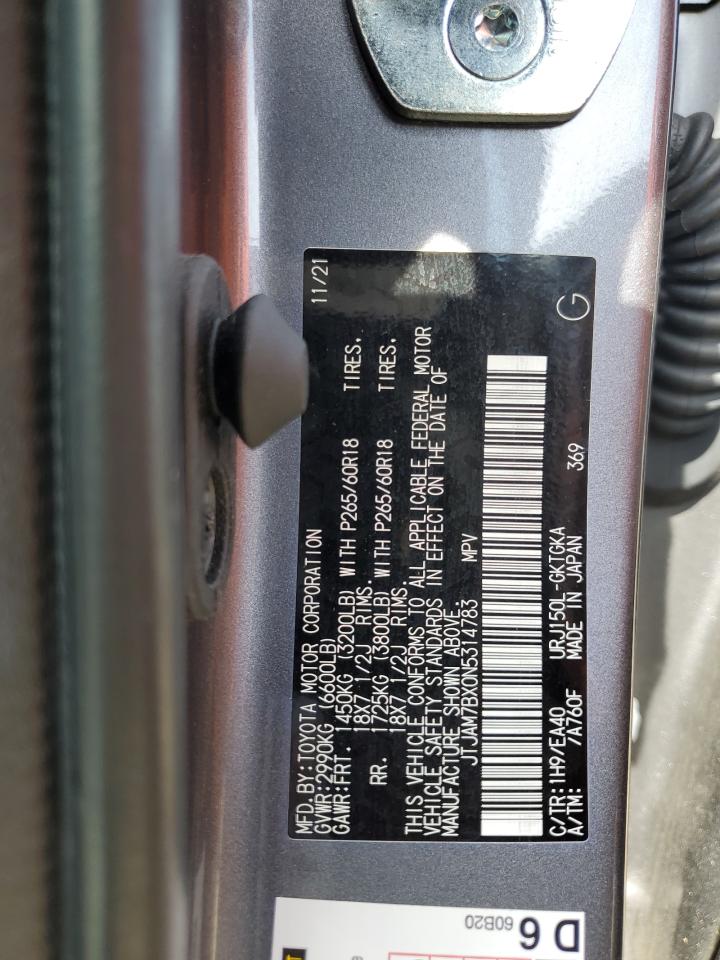 MFD.BY:TOYOTA MOTOR CORPORATION 11/21
GVWR:2990KG (6600LB)
GAWR:FRT. 1450KG (3200LB) WITH P265/60R18 TIRES,
18X7 1/2J RIMS.
RR. 1725KG (3800LB) WITH P265/60R18 TIRES,
18X7 1/2J RIMS.
THIS VEHICLE CONFORMS TO ALL APPLICABLE FEDERAL MOTOR
VEHICLE SAFETY STANDARDS IN EFFECT ON THE DATE OF
MANUFACTURE SHOWN ABOVE.
JTJAM7BX0N5314783 MPV
C/TR:1H9/EA40 URJ150L-GKTGKA
A/TM: /A760F MADE IN JAPAN 369 G
D 6
60B20